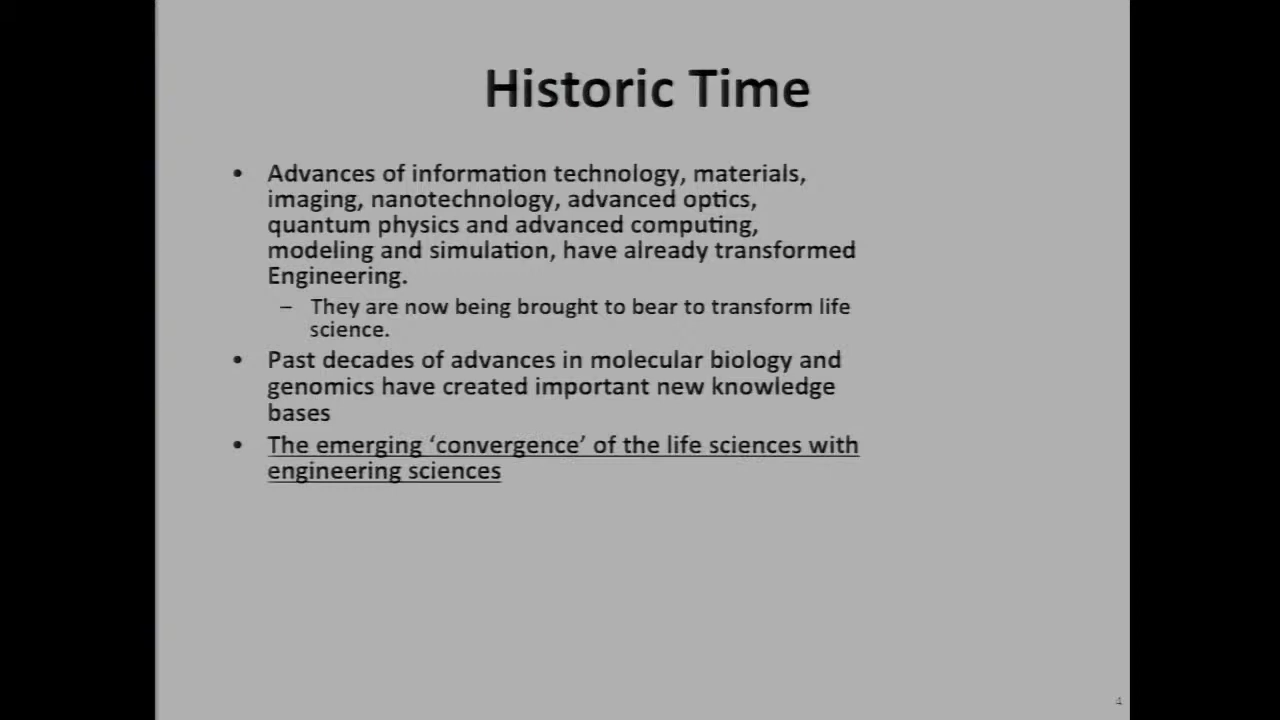 Historic Time
• Advances of information technology, materials,
imaging, nanotechnology, advanced optics,
quantum physics and advanced computing,
modeling and simulation, have already transformed
Engineering.
– They are now being brought to bear to transform life
science.
• Past decades of advances in molecular biology and
genomics have created important new knowledge
bases
• The emerging ‘convergence’ of the life sciences with
engineering sciences
4